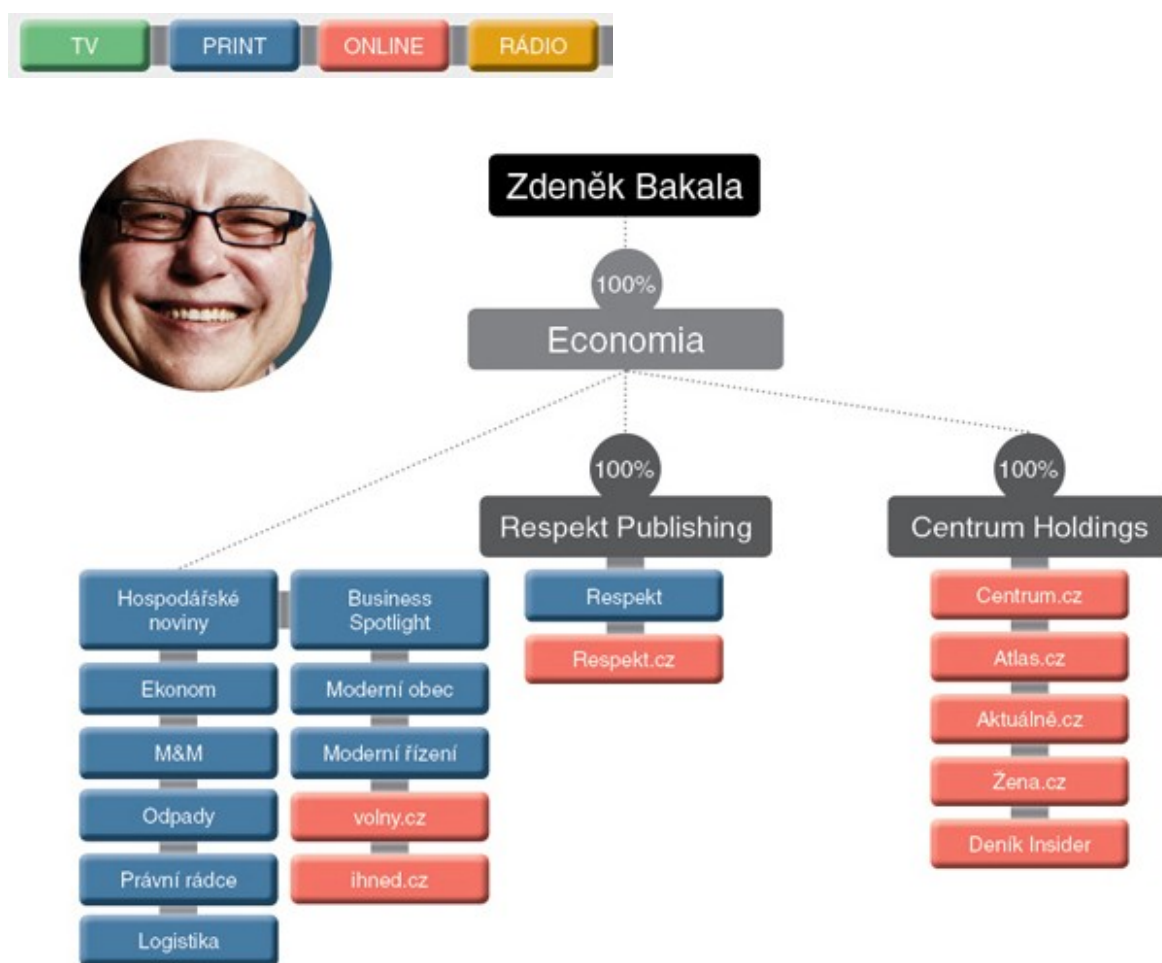 TV
PRINT
ONLINE
RÁDIO
Zdeněk Bakala
100%
Economia
100%
Respekt Publishing
100%
Centrum Holdings
Hospodářské
noviny
Ekonom
M&M
Odpady
Právní rádce
Logistika
Business
Spotlight
Moderní obec
Moderní řízení
volny.cz
ihned.cz
Respekt
Respekt.cz
Centrum.cz
Atlas.cz
Aktuálně.cz
Žena.cz
Deník Insider